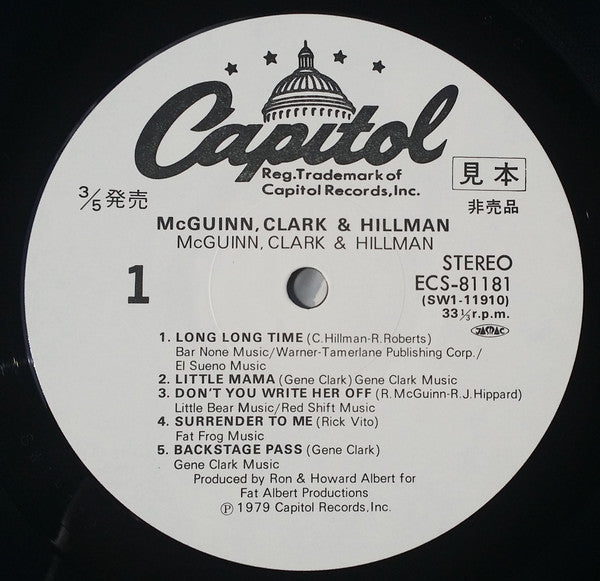 Capitol
Reg. Trademark of
Capitol Records, Inc.
3/5 発売
見本
非売品
McGUINN, CLARK & HILLMAN
McGUINN, CLARK & HILLMAN
1
STEREO
ECS-81181
(SW1-11910)
33⅓ r.p.m.
JASRAC
1. LONG LONG TIME (C. Hillman-R. Roberts)
Bar None Music/Warner-Tamerlane Publishing Corp./
El Sueno Music
2. LITTLE MAMA (Gene Clark) Gene Clark Music
3. DON'T YOU WRITE HER OFF (R. McGuinn-R.J. Hippard)
Little Bear Music/Red Shift Music
4. SURRENDER TO ME (Rick Vito)
Fat Frog Music
5. BACKSTAGE PASS (Gene Clark)
Gene Clark Music
Produced by Ron & Howard Albert for
Fat Albert Productions
℗ 1979 Capitol Records, Inc.